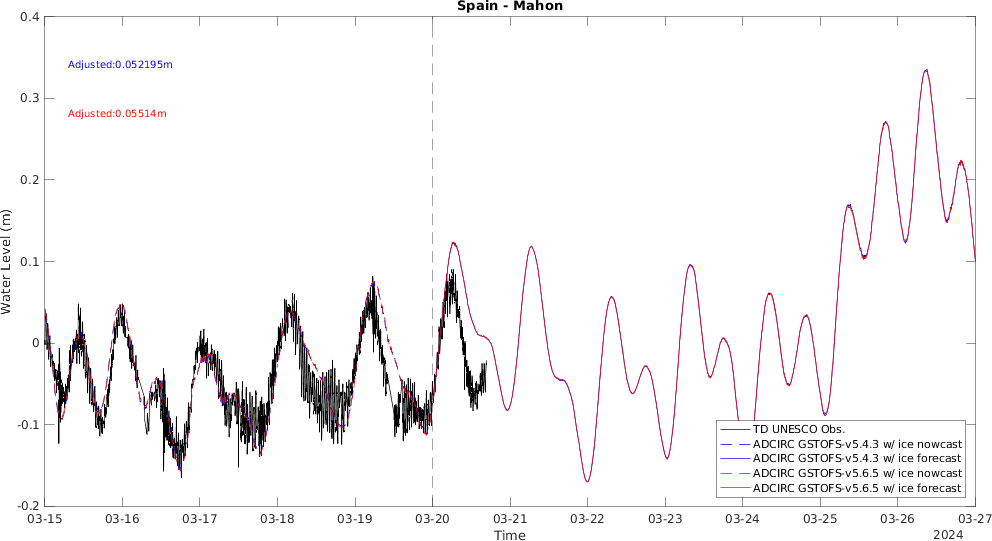 Spain - Mahon
Adjusted:0.052195m
Adjusted:0.05514m
Water Level (m)
0.4
0.3
0.2
0.1
0
-0.1
-0.2
TD UNESCO Obs.
ADCIRC GSTOFS-v5.4.3 w/ ice nowcast
ADCIRC GSTOFS-v5.4.3 w/ ice forecast
ADCIRC GSTOFS-v5.6.5 w/ ice nowcast
ADCIRC GSTOFS-v5.6.5 w/ ice forecast
03-15 03-16 03-17 03-18 03-19 03-20 03-21 03-22 03-23 03-24 03-25 03-26 03-27
Time
2024